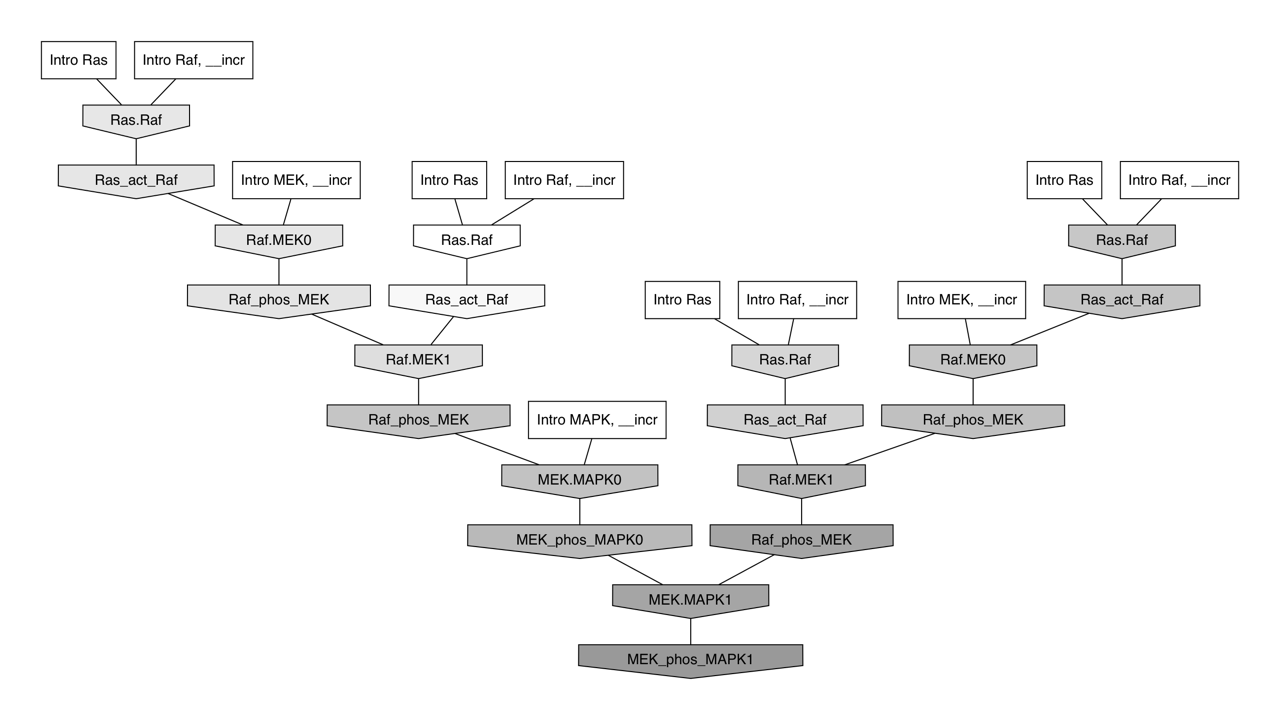 Intro Ras
Intro Raf, __incr
Ras.Raf
Ras_act_Raf
Intro MEK, __incr
Intro Ras
Intro Raf, __incr
Intro Ras
Intro Raf, __incr
Raf.MEK0
Ras.Raf
Ras.Raf
Raf_phos_MEK
Ras_act_Raf
Intro Ras
Intro Raf, __incr
Intro MEK, __incr
Ras_act_Raf
Raf.MEK1
Ras.Raf
Raf.MEK0
Raf_phos_MEK
Intro MAPK, __incr
Ras_act_Raf
Raf_phos_MEK
MEK.MAPK0
Raf.MEK1
MEK_phos_MAPK0
Raf_phos_MEK
MEK.MAPK1
MEK_phos_MAPK1